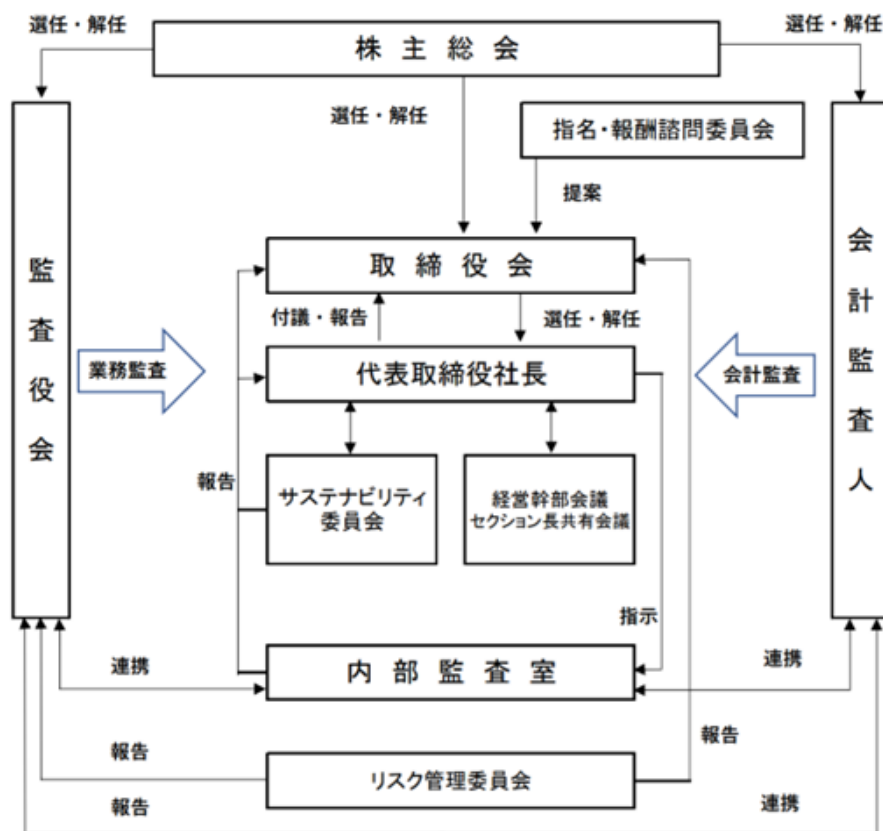 選任・解任
株主総会
選任・解任
選任・解任
指名・報酬諮問委員会
提案
監査役会
会計監査人
取締役会
付議・報告
選任・解任
業務監査
代表取締役社長
会計監査
報告
サステナビリティ
委員会
経営幹部会議
セクション長共有会議
指示
連携
内部監査室
連携
報告
報告
リスク管理委員会
報告
連携